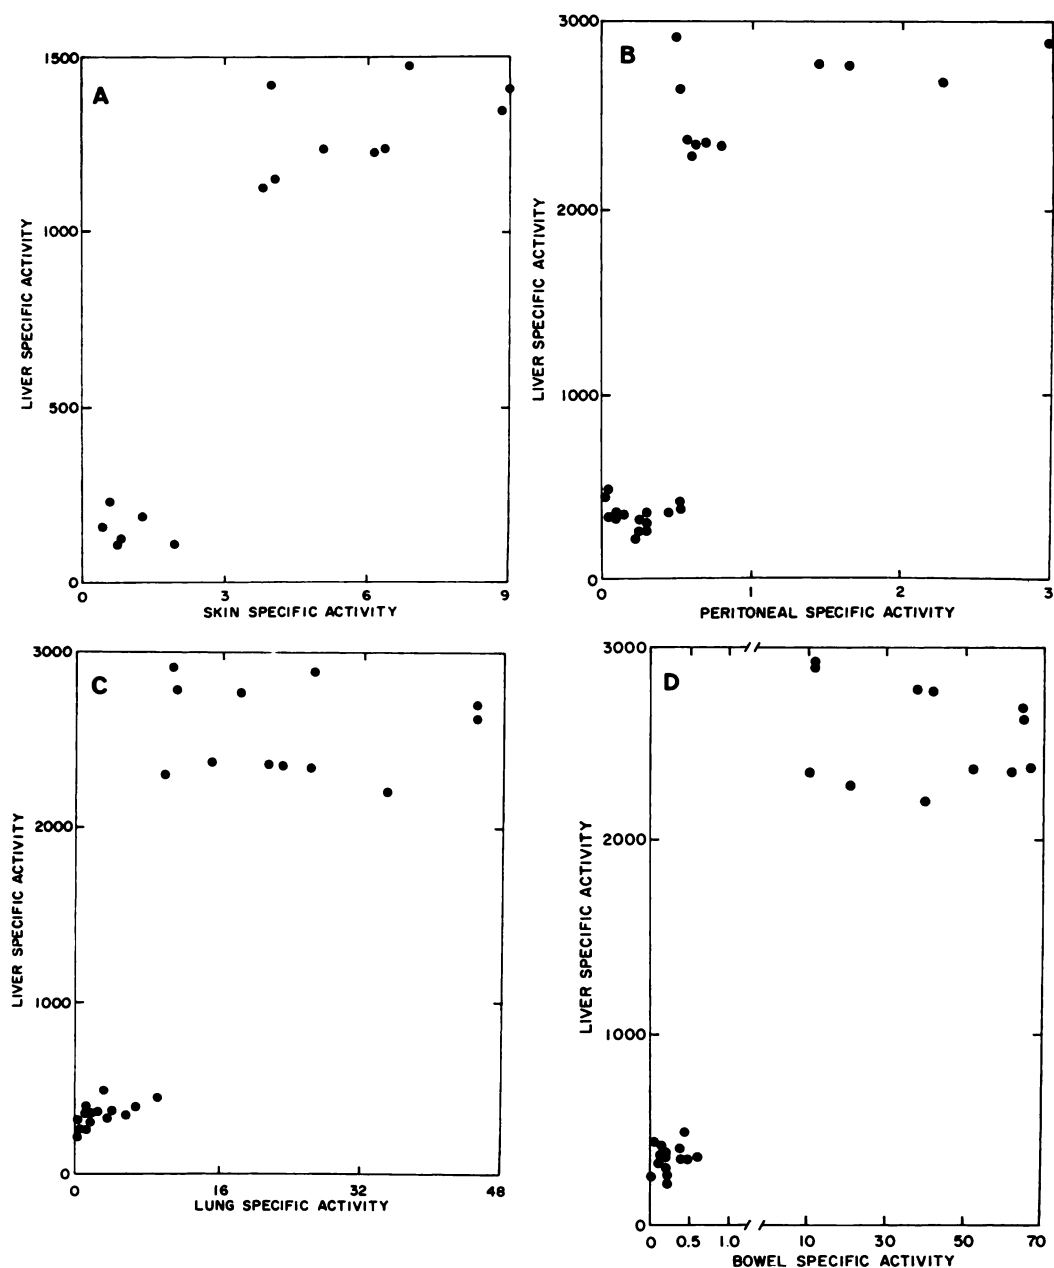 A
1500
1000
500
0
0 3 6 9
LIVER SPECIFIC ACTIVITY
SKIN SPECIFIC ACTIVITY
B
3000
2000
1000
0
0 1 2 3
LIVER SPECIFIC ACTIVITY
PERITONEAL SPECIFIC ACTIVITY
C
3000
2000
1000
0
0 16 32 48
LIVER SPECIFIC ACTIVITY
LUNG SPECIFIC ACTIVITY
D
3000
2000
1000
0
0 0.5 1.0 10 30 50 70
LIVER SPECIFIC ACTIVITY
BOWEL SPECIFIC ACTIVITY